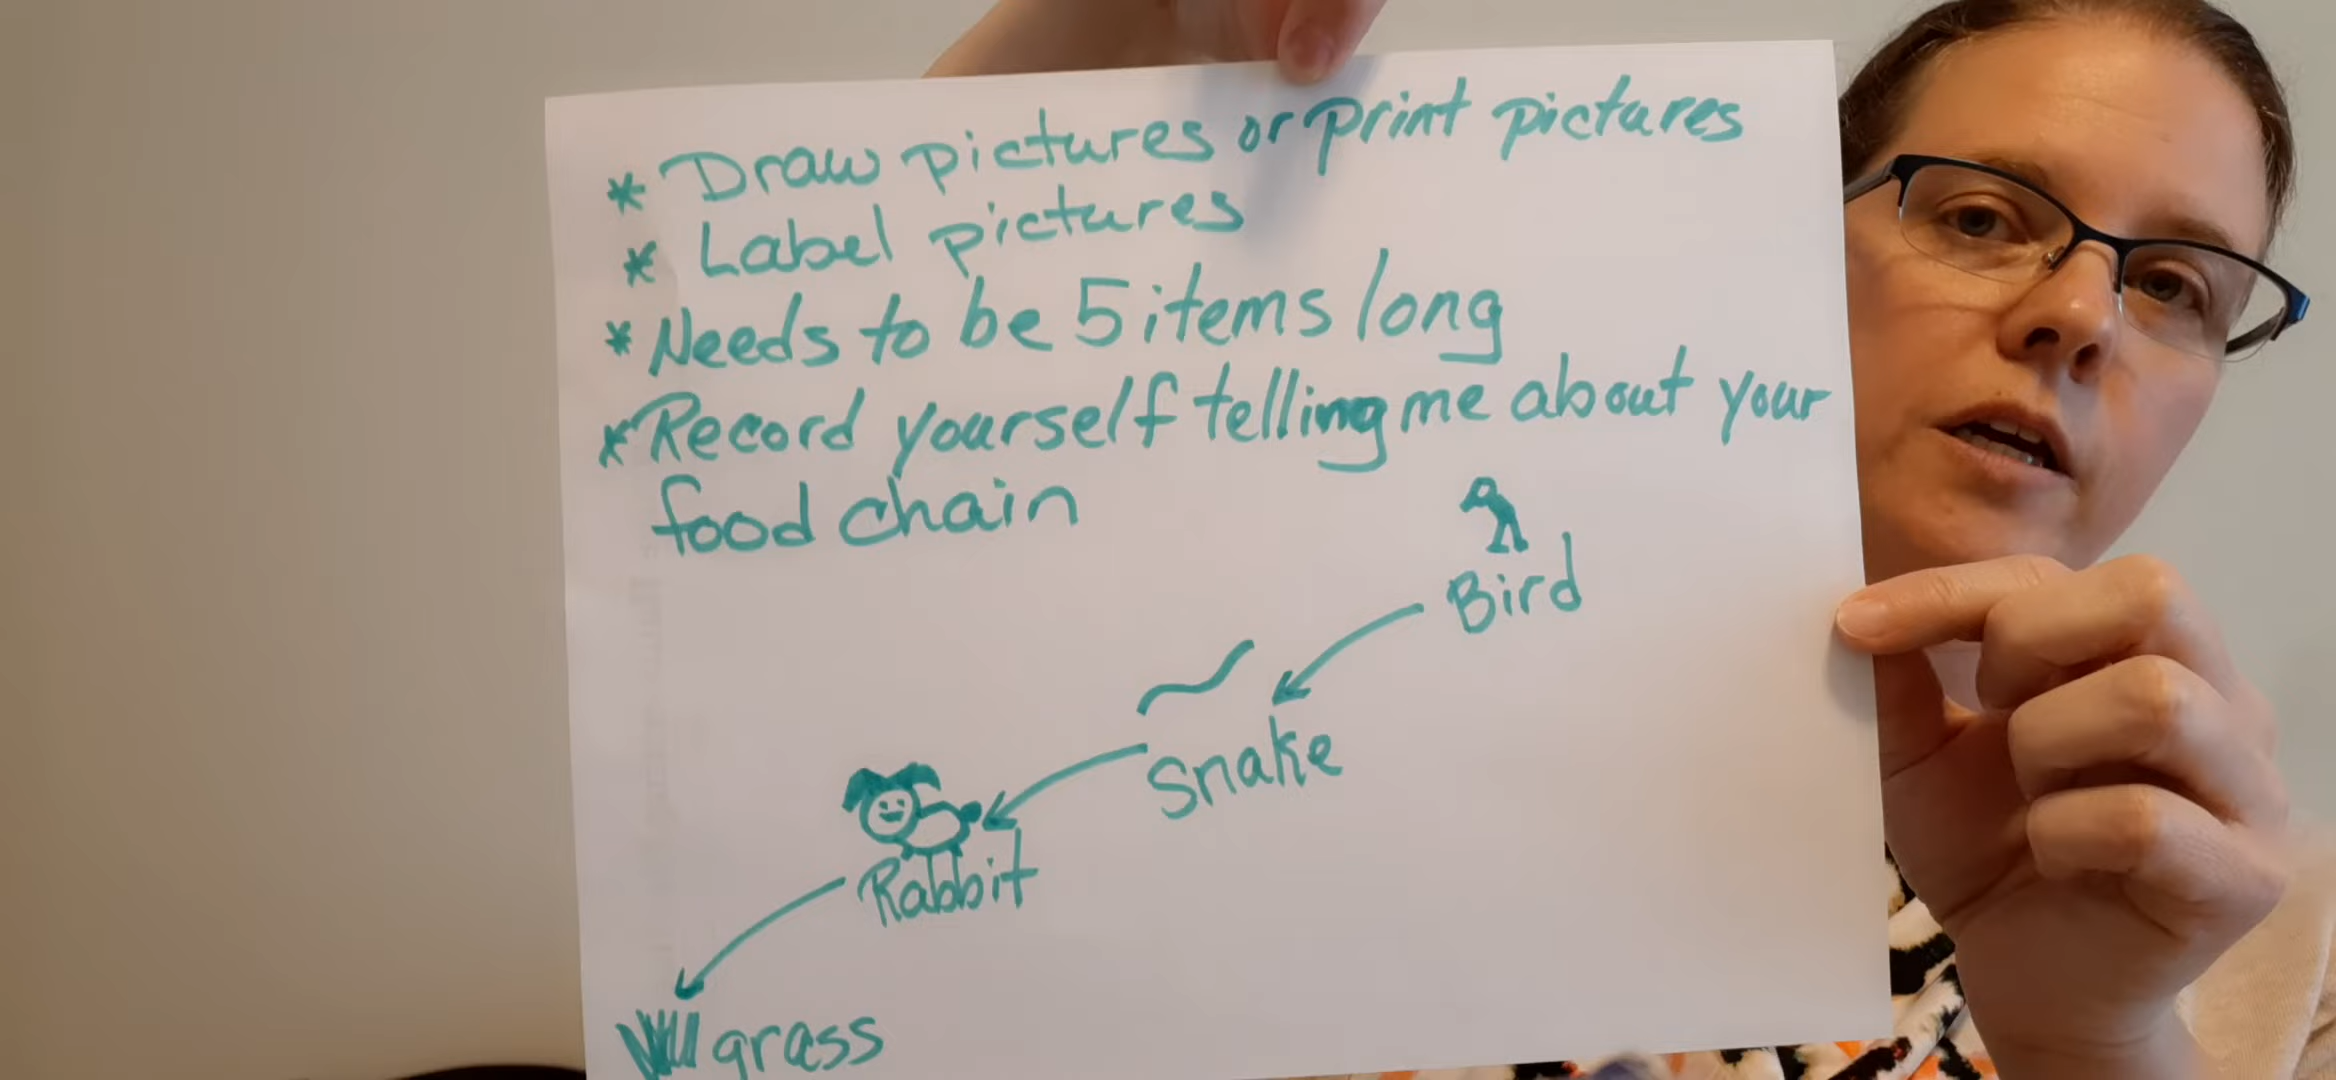 * Draw pictures or print pictures
* Label pictures
* Needs to be 5 items long
* Record yourself telling me about your
food chain
Bird
Snake
Rabbit
grass